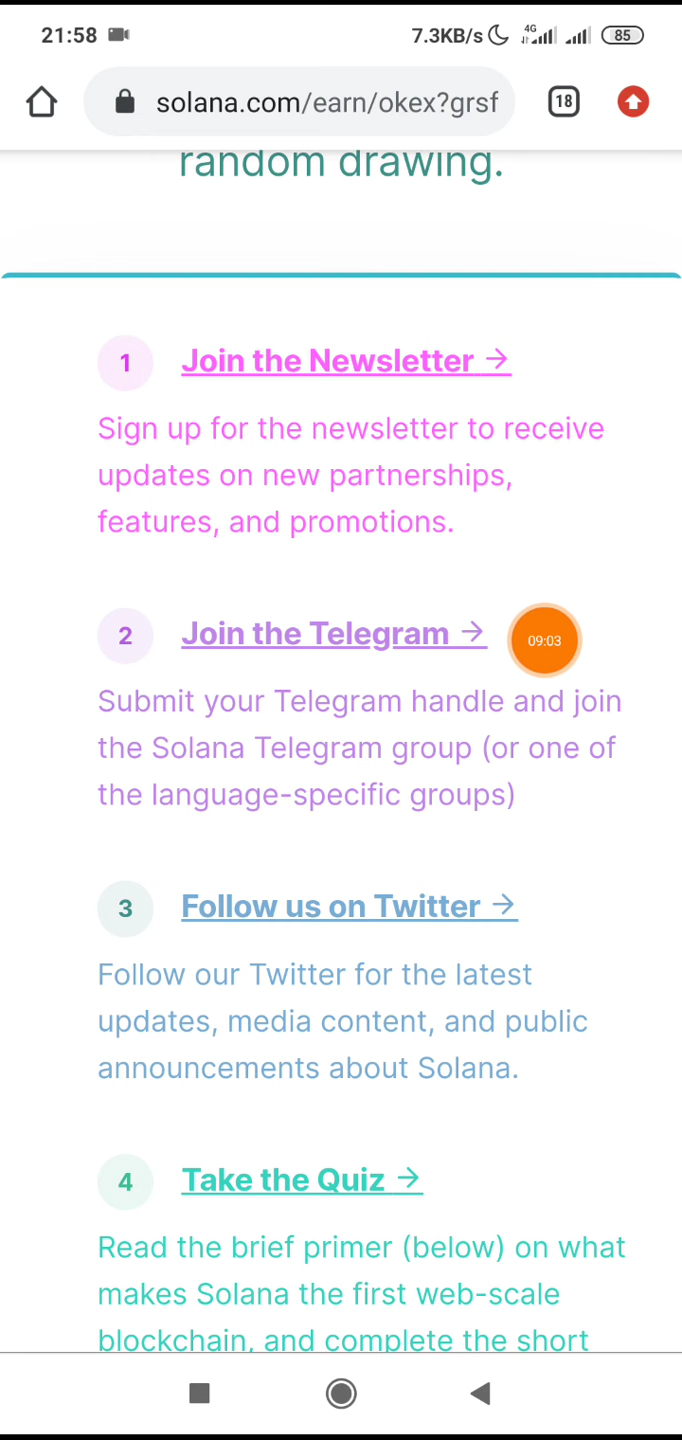 21:58
7.3KB/s 4G 85
solana.com/earn/okex?grsf 18
random drawing.
1 Join the Newsletter →
Sign up for the newsletter to receive
updates on new partnerships,
features, and promotions.
2 Join the Telegram →
09:03
Submit your Telegram handle and join
the Solana Telegram group (or one of
the language-specific groups)
3 Follow us on Twitter →
Follow our Twitter for the latest
updates, media content, and public
announcements about Solana.
4 Take the Quiz →
Read the brief primer (below) on what
makes Solana the first web-scale
blockchain, and complete the short